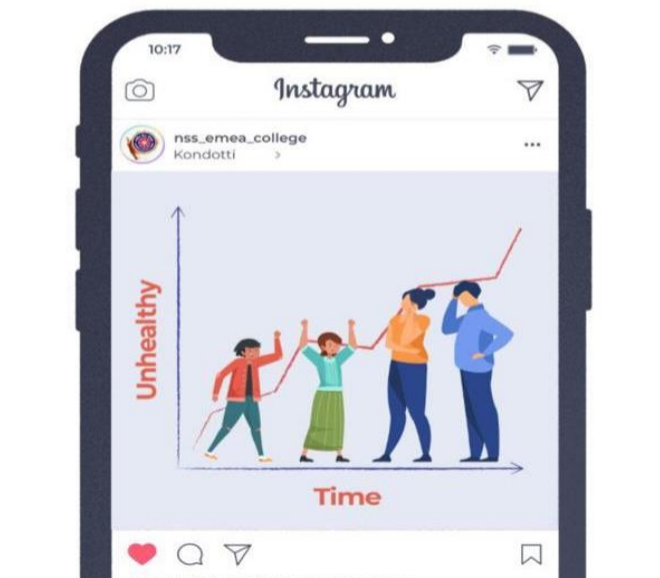 10:17
Instagram
nss_emea_college
Kondotti >
Unhealthy
Time